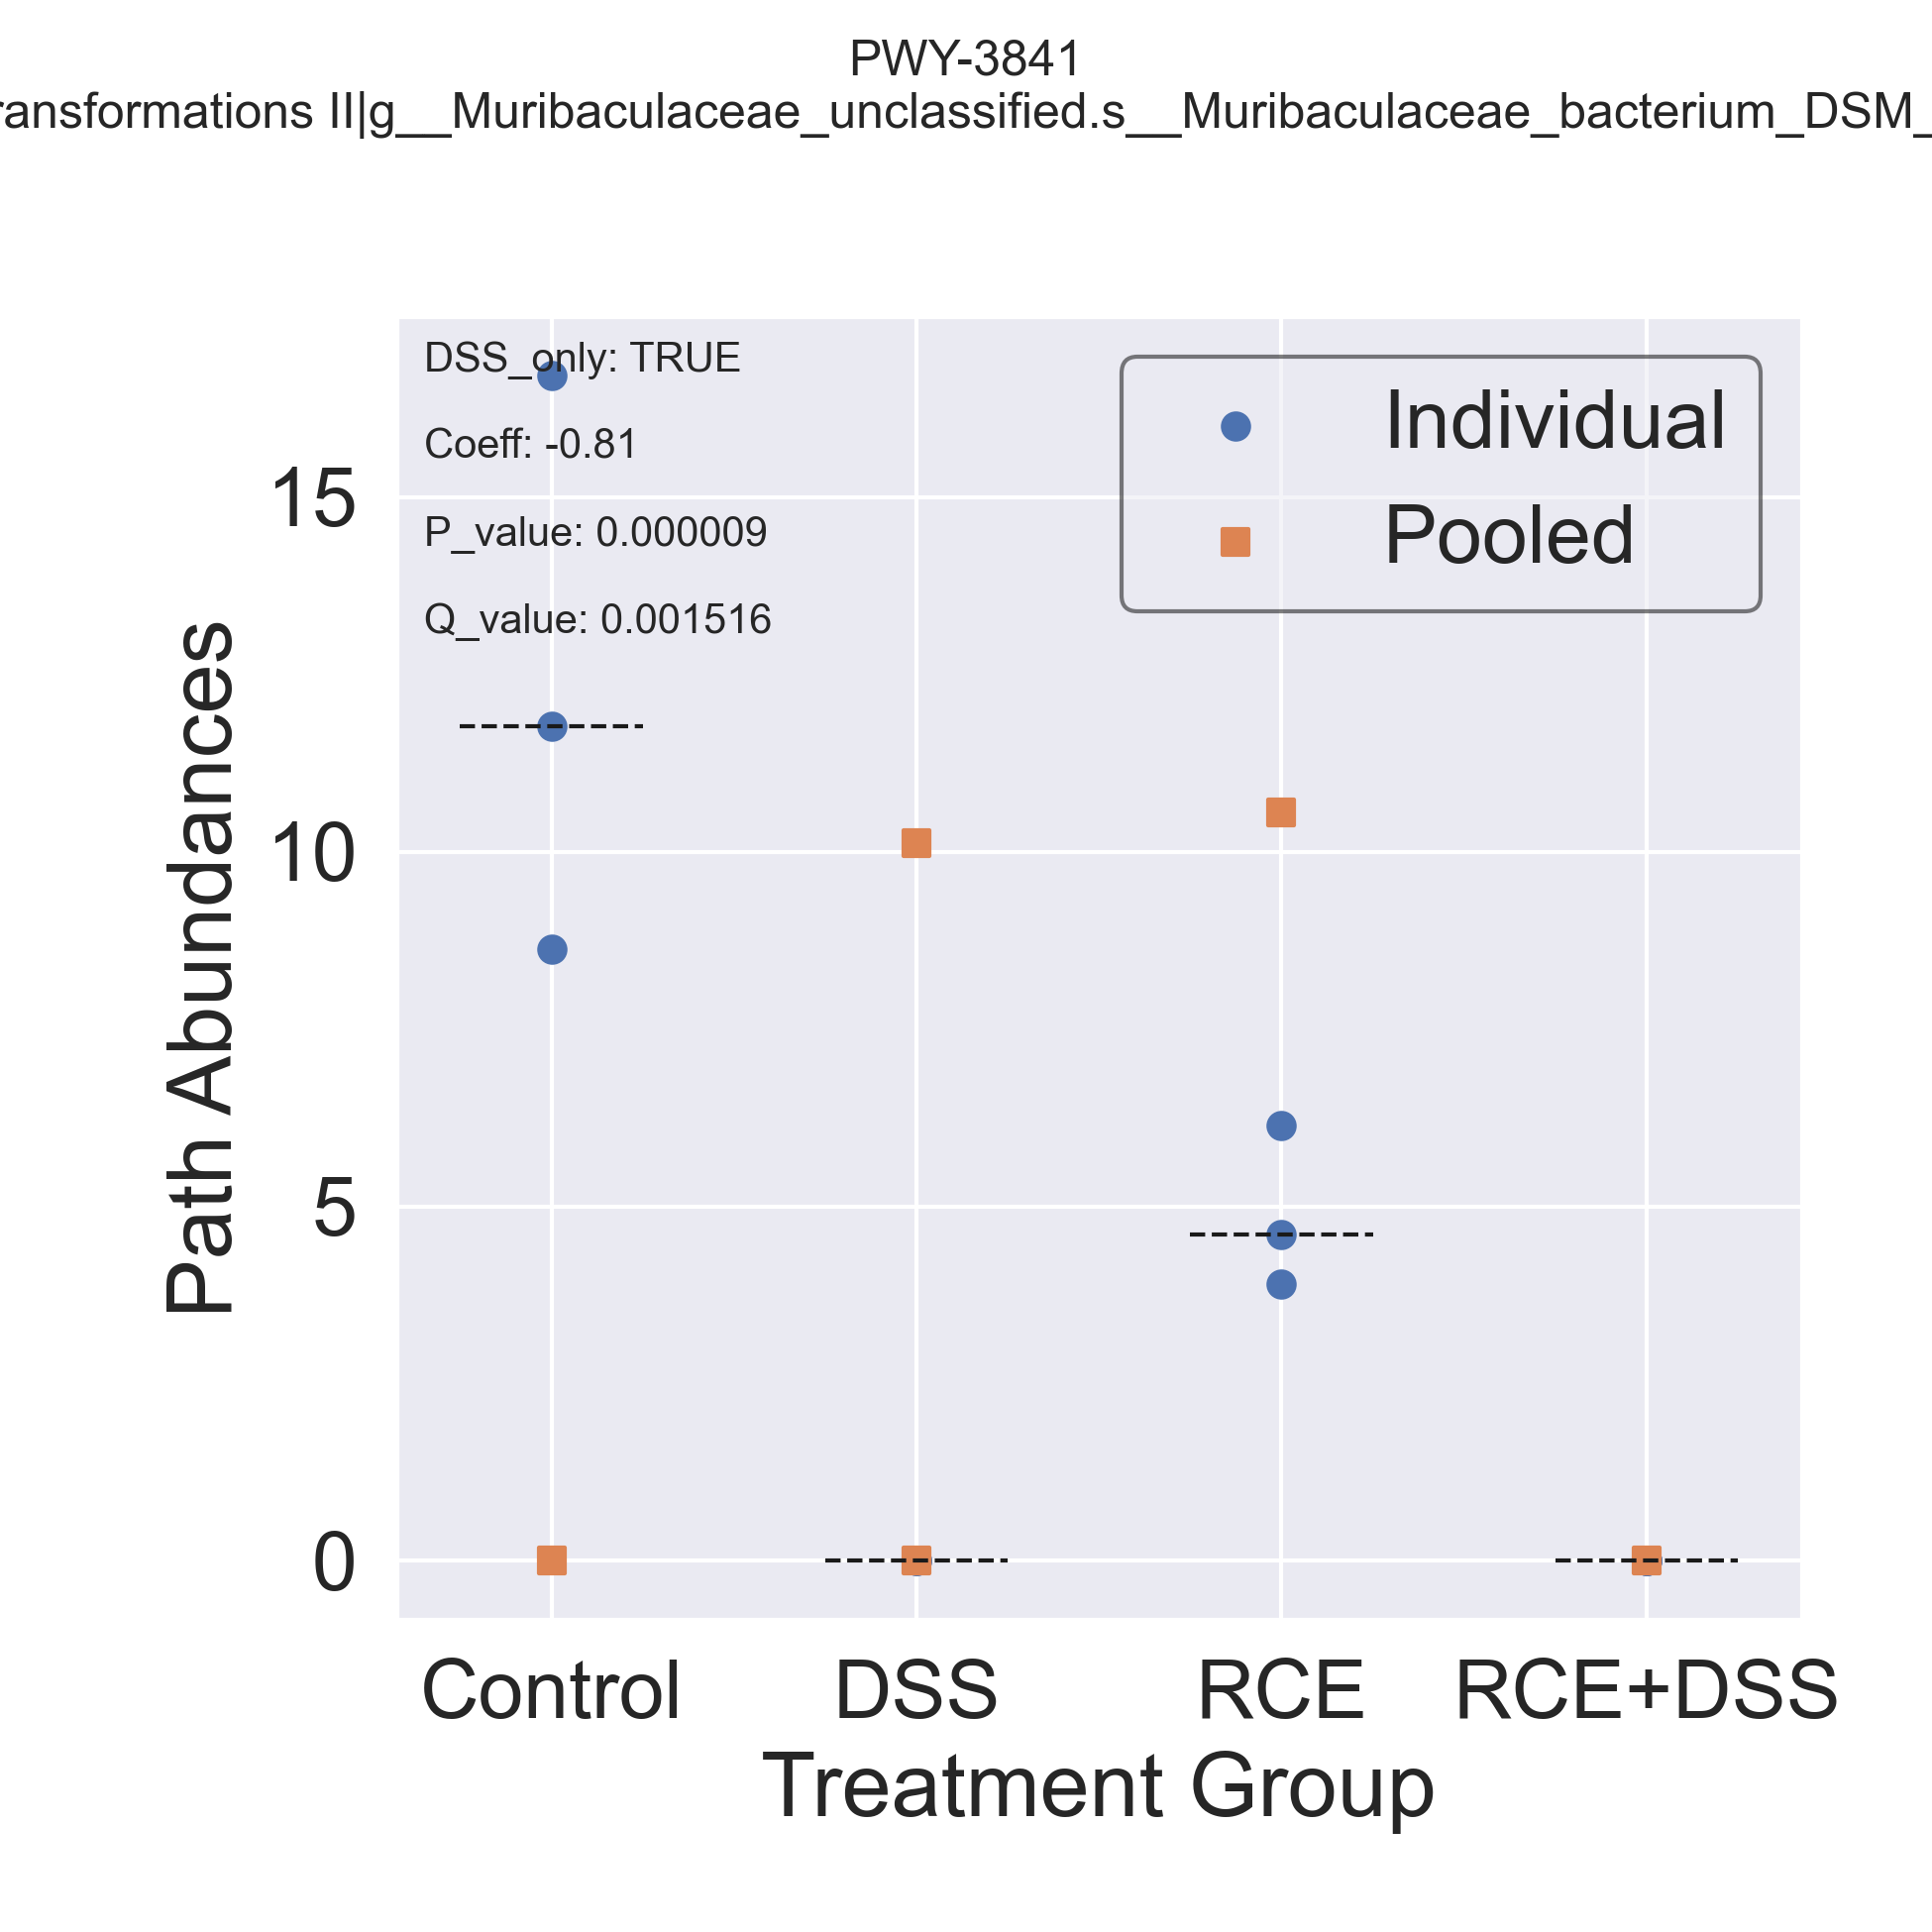 PWY-3841
ansformations II|g__Muribaculaceae_unclassified.s__Muribaculaceae_bacterium_DSM_
DSS_only: TRUE
Coeff: -0.81
P_value: 0.000009
Q_value: 0.001516
Individual
Pooled
15
10
5
0
Path Abundances
Control
DSS
RCE
RCE+DSS
Treatment Group